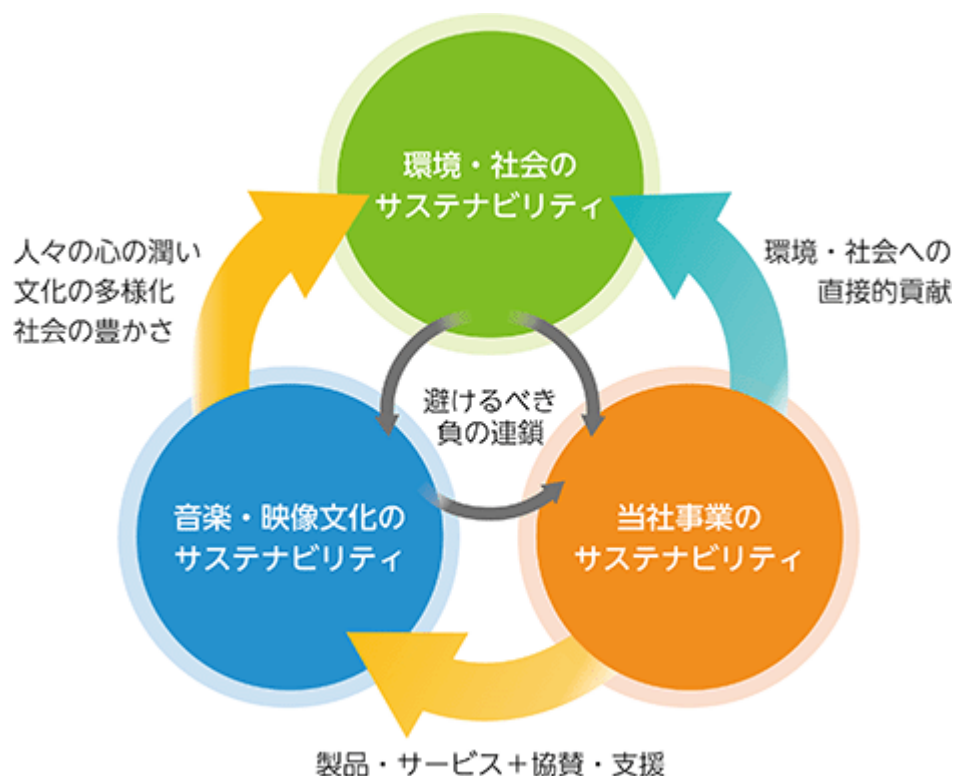 環境・社会の
サステナビリティ
人々の心の潤い
文化の多様化
社会の豊かさ
環境・社会への
直接的貢献
避けるべき
負の連鎖
音楽・映像文化の
サステナビリティ
当社事業の
サステナビリティ
製品・サービス＋協賛・支援